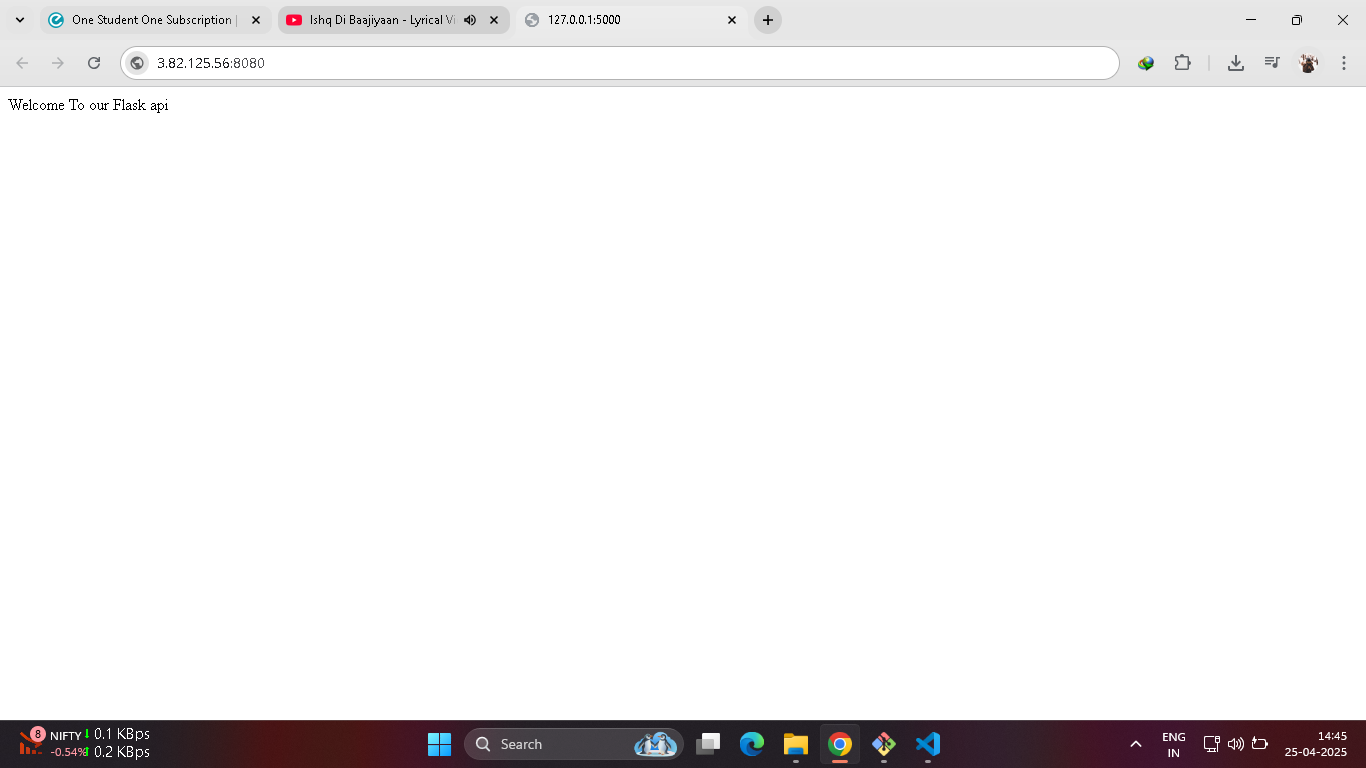 One Student One Subscription |
Ishq Di Baajiyaan - Lyrical Vi
127.0.0.1:5000
3.82.125.56:8080
Welcome To our Flask api
8
NIFTY
-0.54%
0.1 KBps
0.2 KBps
Search
ENG
IN
14:45
25-04-2025